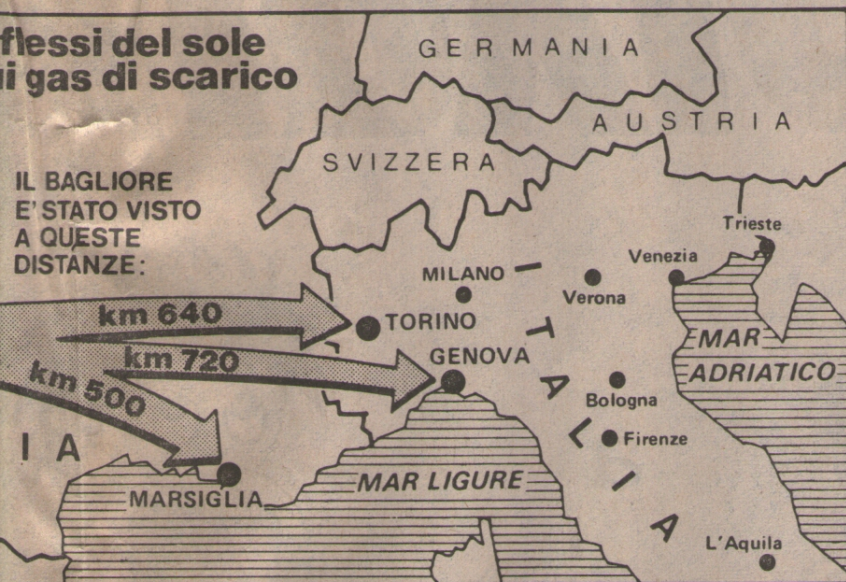 flessi del sole
i gas di scarico
GERMANIA
AUSTRIA
SVIZZERA
IL BAGLIORE
E' STATO VISTO
A QUESTE
DISTANZE:
Trieste
Venezia
MILANO
Verona
km 640
TORINO
MAR
ADRIATICO
km 720
GENOVA
km 500
Bologna
Firenze
ITALIA
IA
MARSIGLIA
MAR LIGURE
L'Aquila